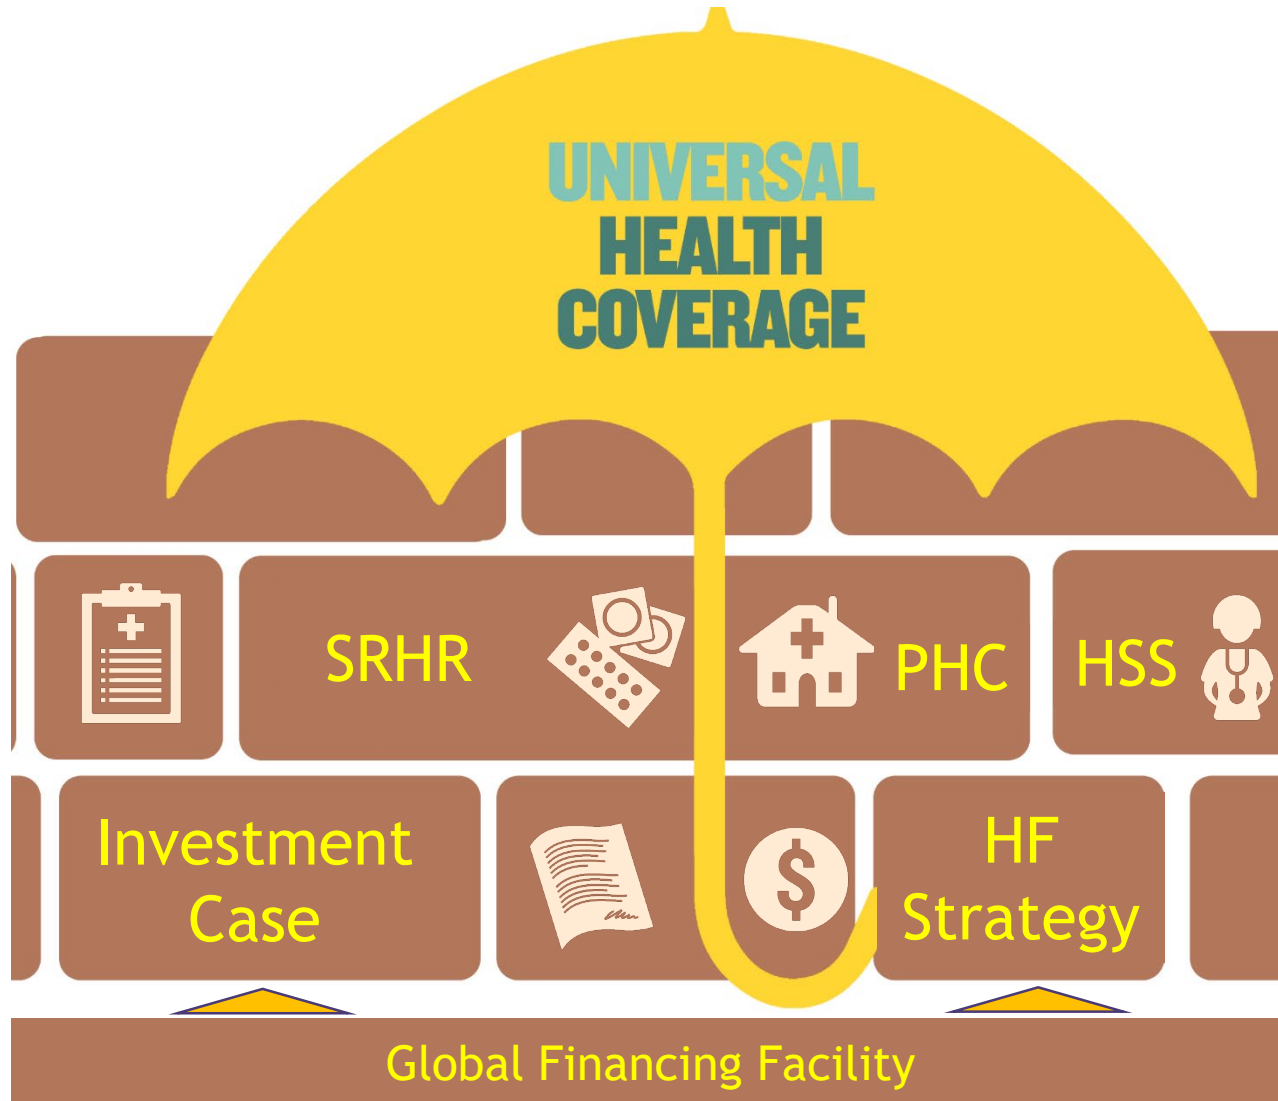 UNIVERSAL
HEALTH
COVERAGE
SRHR
PHC
HSS
Investment
Case
$
HF
Strategy
Global Financing Facility